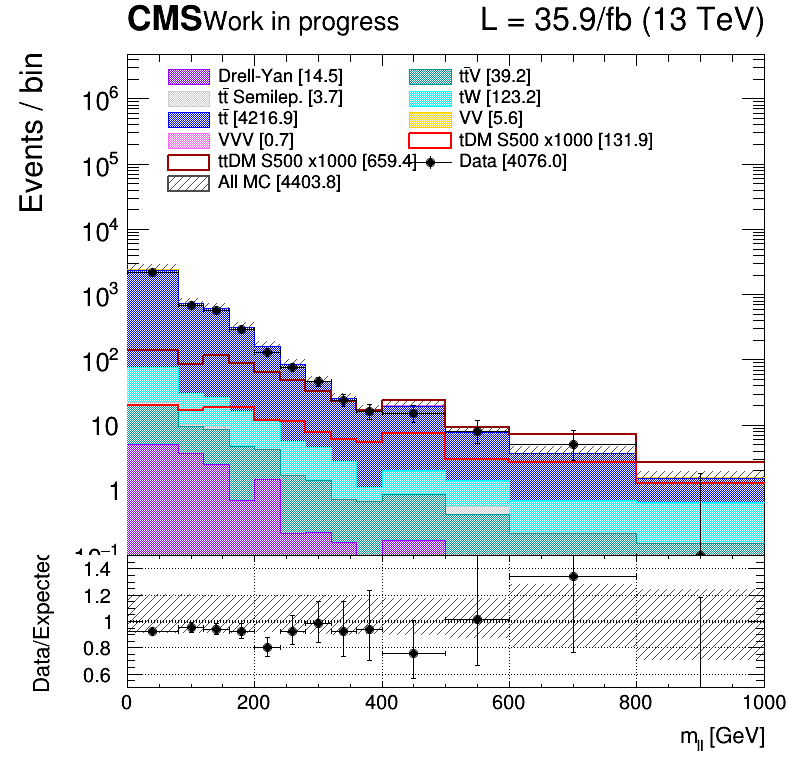 CMS Work in progress L = 35.9/fb (13 TeV)
Events / bin
Drell-Yan [14.5] tt̄V [39.2]
tt̄ Semilep. [3.7] tW [123.2]
tt̄ [4216.9] VV [5.6]
VVV [0.7] tDM S500 x1000 [131.9]
ttDM S500 x1000 [659.4] Data [4076.0]
All MC [4403.8]
10⁶
10⁵
10⁴
10³
10²
10
1
10⁻¹
Data/Expected
1.4
1.2
1
0.8
0.6
0 200 400 600 800 1000
m_ll [GeV]